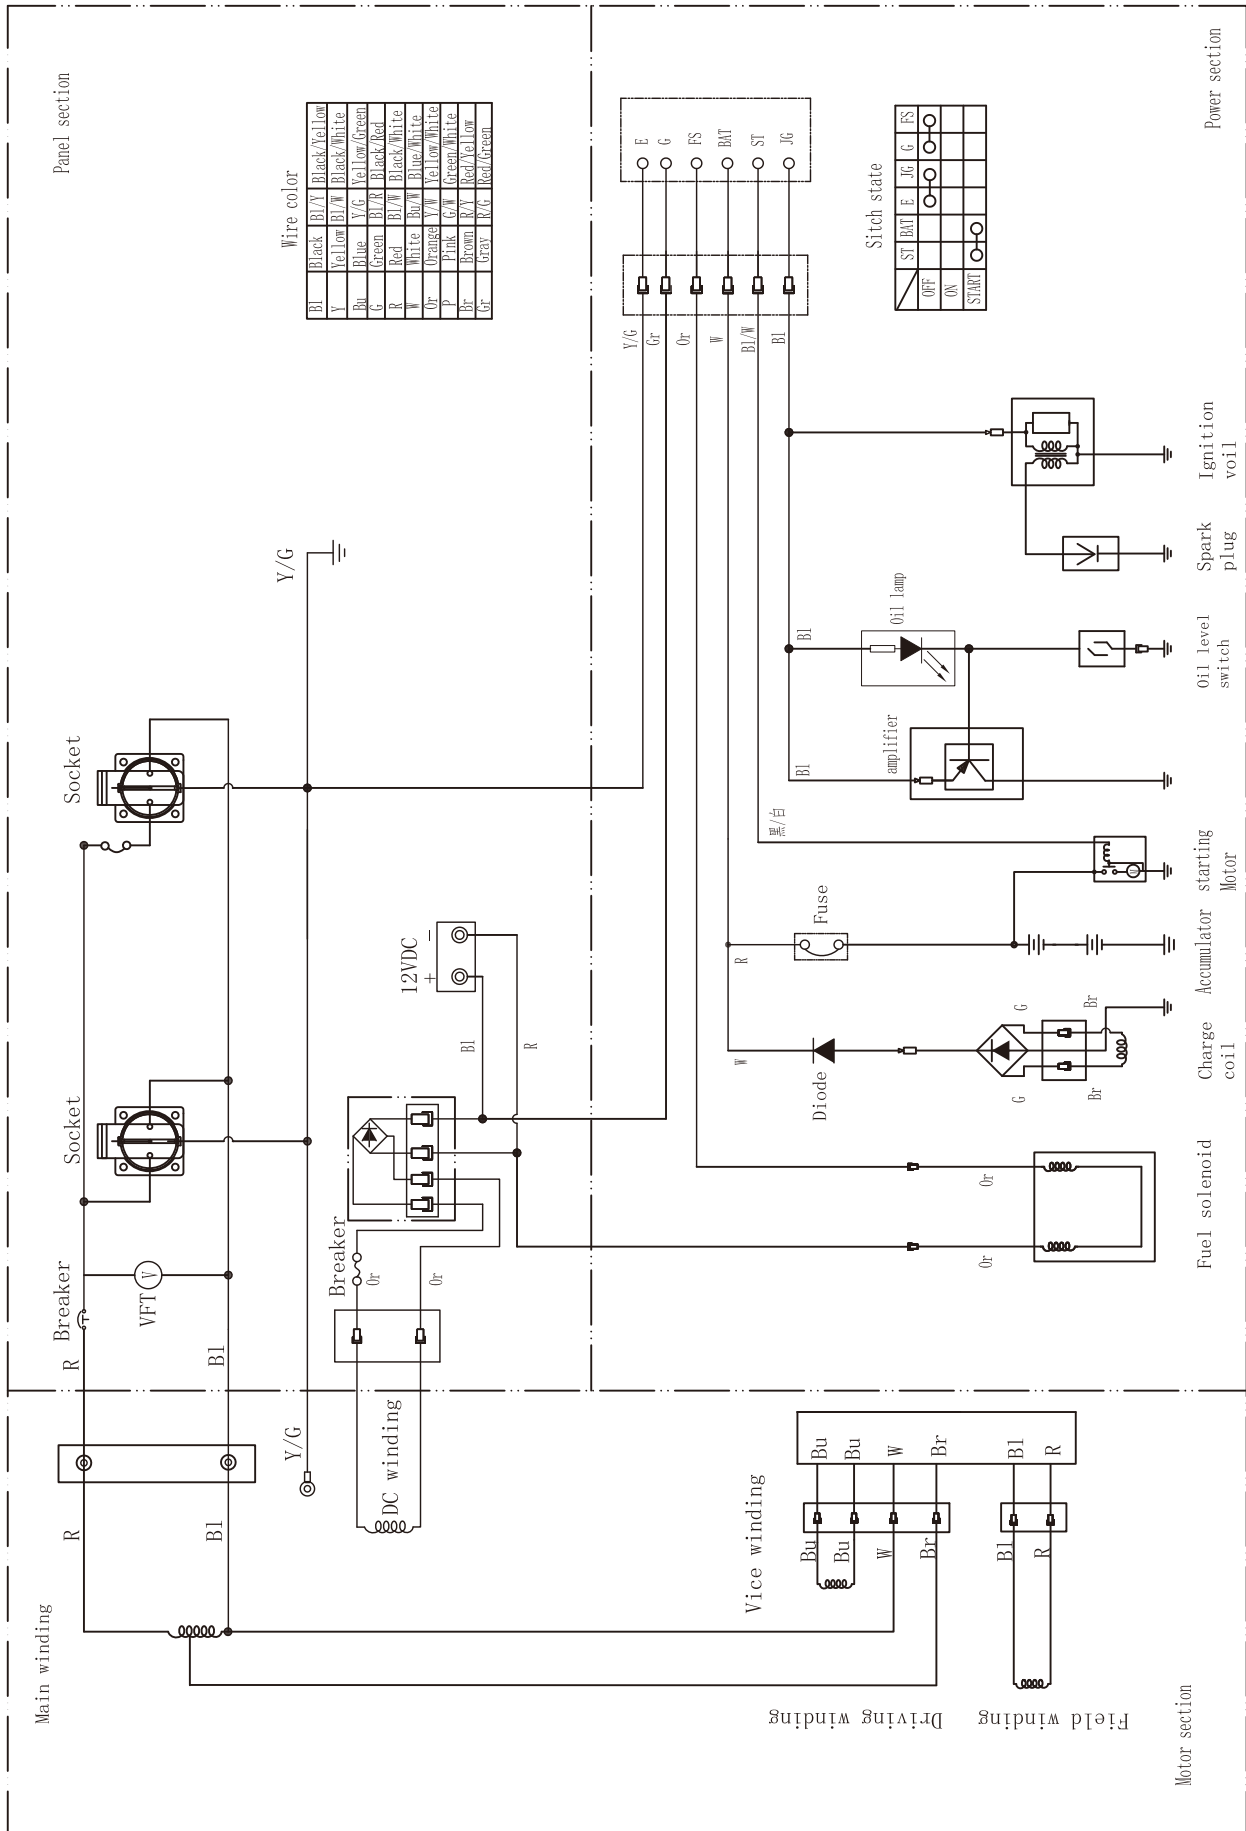 Panel section
Wire color
Bl Black Bl/Y Black/Yellow
Y Yellow Bl/W Black/White
Bu Blue Y/G Yellow/Green
G Green Bl/R Black/Red
R Red Bl/W Black/White
W White Bu/W Blue/White
Or Orange Y/W Yellow/White
P Pink G/W Green/White
Br Brown R/Y Red/Yellow
Gr Gray R/G Red/Green
Socket
Socket
Y/G
12VDC
+ -
Bl
R
Breaker
VFT
V
R
Bl
Breaker
Or
Or
Power section
E
G
FS
BAT
ST
JG
Y/G
Gr
Or
W
Bl/W
Bl
Sitch state
ST BAT E JG G FS
OFF
ON
START
Ignition
voil
Spark
plug
Oil lamp
Bl
Oil level
switch
amplifier
Bl
黑/白
starting
Motor
Fuse
R
Accumulator
Diode
W
G
G
Br
Br
Charge
coil
Or
Or
Fuel solenoid
Main winding
R
Bl
Y/G
DC winding
Vice winding
Bu
Bu
W
Br
Bl
R
Bu
Bu
W
Br
Bl
R
Driving winding
Field winding
Motor section